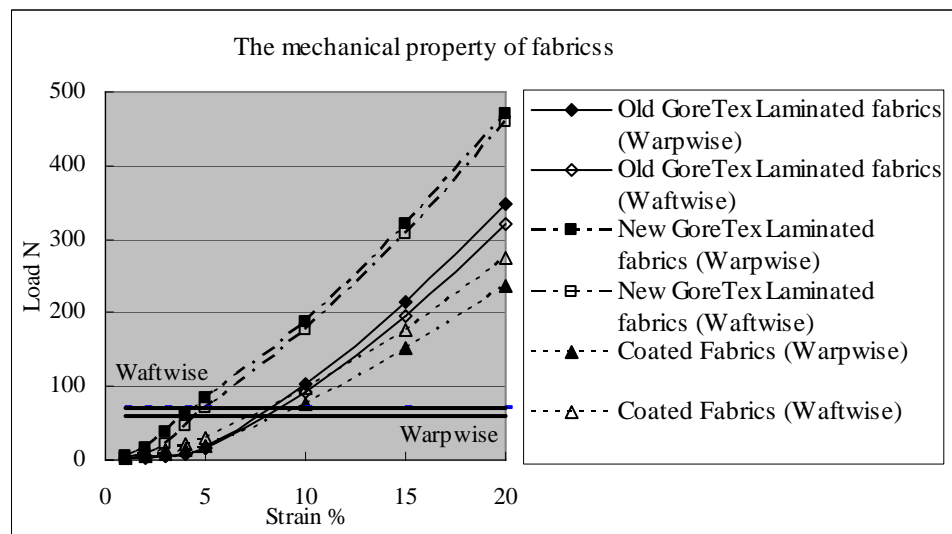 The mechanical property of fabricss
500
400
300
200
100
0
Load N
Waftwise
Warpwise
0 5 10 15 20
Strain %
Old GoreTex Laminated fabrics
(Warpwise)
Old GoreTex Laminated fabrics
(Waftwise)
New GoreTex Laminated
fabrics (Warpwise)
New GoreTex Laminated
fabrics (Waftwise)
Coated Fabrics (Warpwise)
Coated Fabrics (Waftwise)